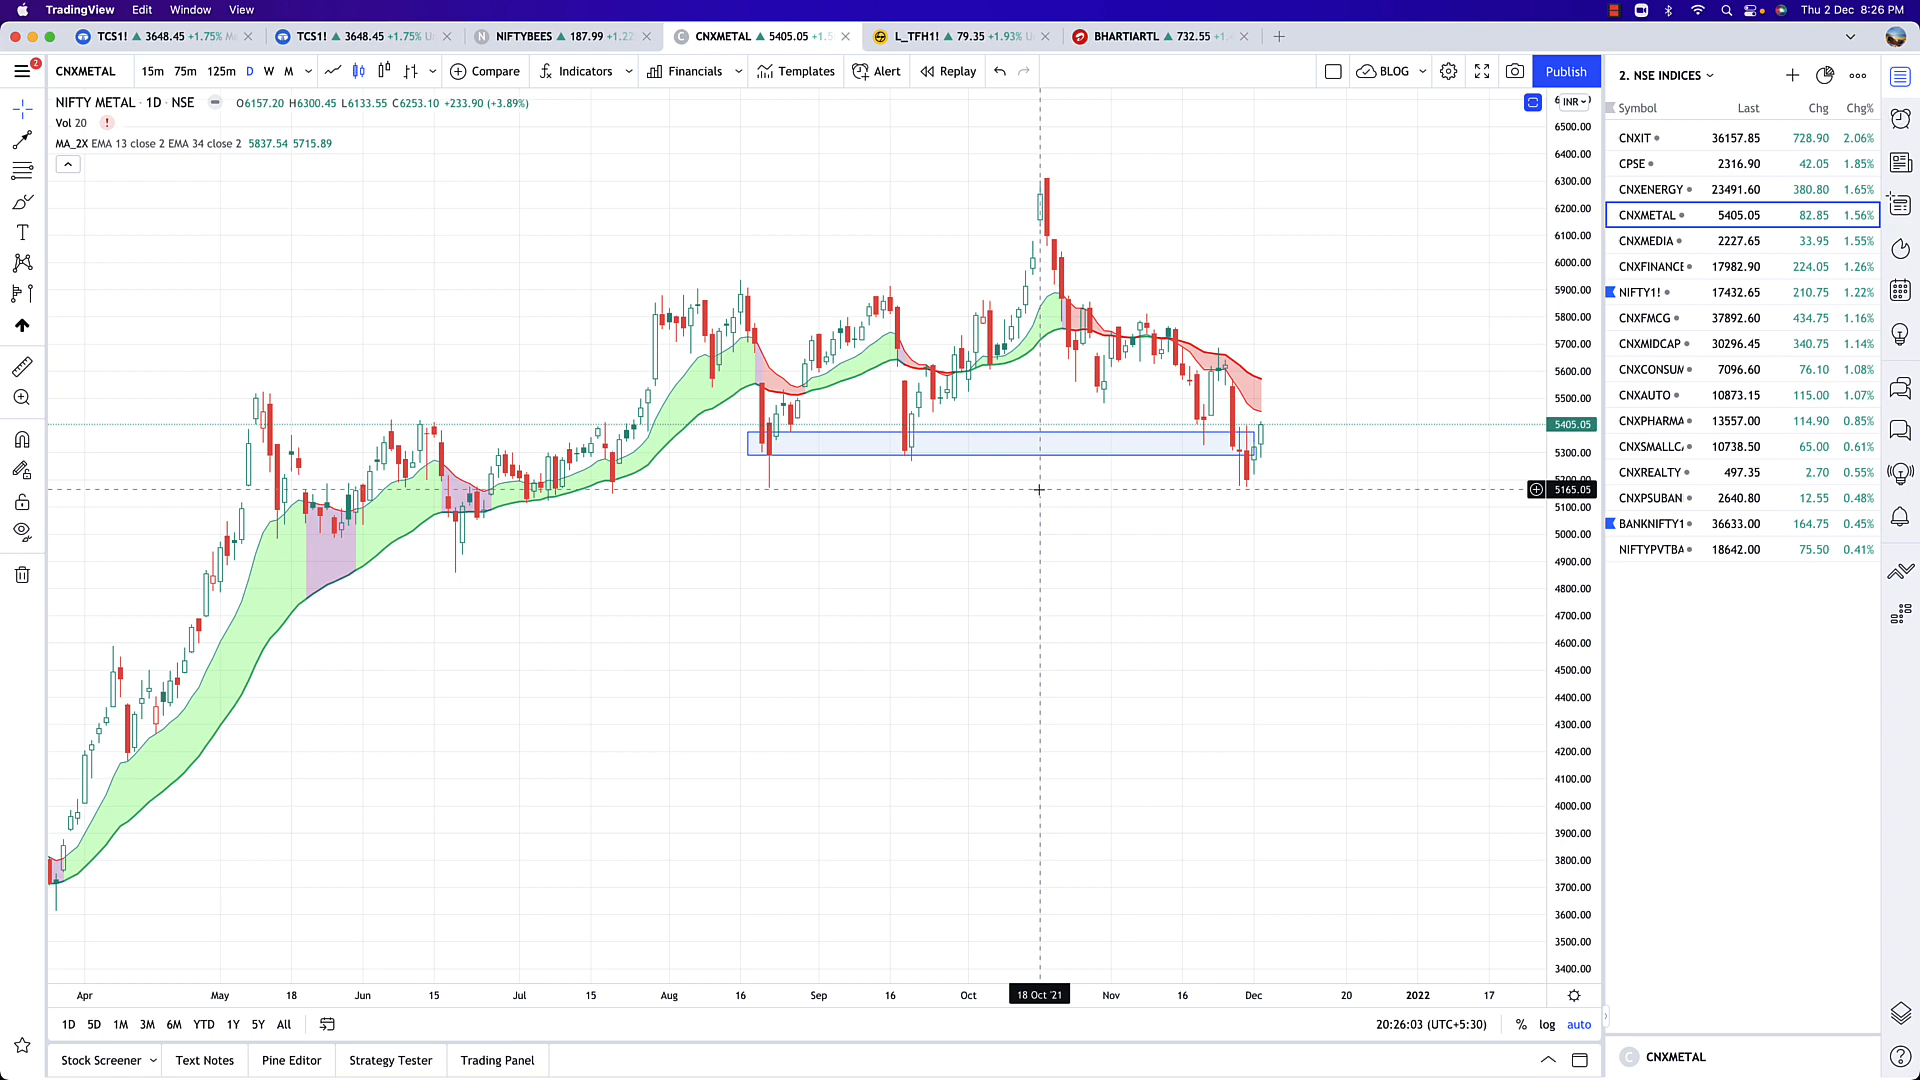 TradingView Edit Window View Thu 2 Dec 8:26 PM
TCS1! ▲ 3648.45 +1.75% TCS1! ▲ 3648.45 +1.75% NIFTYBEES ▲ 187.99 CNXMETAL ▲ 5405.05 L_TFH1! ▲ 79.35 +1.93% BHARTIARTL ▲ 732.55
2 CNXMETAL 15m 75m 125m D W M Compare Indicators Financials Templates Alert Replay BLOG Publish
2. NSE INDICES
NIFTY METAL · 1D · NSE O6157.20 H6300.45 L6133.55 C6253.10 +233.90 (+3.89%)
Vol 20 !
MA_2X EMA 13 close 2 EMA 34 close 2 5837.54 5715.89
INR
6500.00
6400.00
6300.00
6200.00
6100.00
6000.00
5900.00
5800.00
5700.00
5600.00
5500.00
5405.05
5300.00
5165.05
5100.00
5000.00
4900.00
4800.00
4700.00
4600.00
4500.00
4400.00
4300.00
4200.00
4100.00
4000.00
3900.00
3800.00
3700.00
3600.00
3500.00
3400.00
Symbol Last Chg Chg%
CNXIT 36157.85 728.90 2.06%
CPSE 2316.90 42.05 1.85%
CNXENERGY 23491.60 380.80 1.65%
CNXMETAL 5405.05 82.85 1.56%
CNXMEDIA 2227.65 33.95 1.55%
CNXFINANCE 17982.90 224.05 1.26%
NIFTY1! 17432.65 210.75 1.22%
CNXFMCG 37892.60 434.75 1.16%
CNXMIDCAP 30296.45 340.75 1.14%
CNXCONSUM 7096.60 76.10 1.08%
CNXAUTO 10873.15 115.00 1.07%
CNXPHARMA 13557.00 114.90 0.85%
CNXSMALLC 10738.50 65.00 0.61%
CNXREALTY 497.35 2.70 0.55%
CNXPSUBAN 2640.80 12.55 0.48%
BANKNIFTY1 36633.00 164.75 0.45%
NIFTYPVTBA 18642.00 75.50 0.41%
Apr May 18 Jun 15 Jul 15 Aug 16 Sep 16 Oct 18 Oct '21 Nov 16 Dec 20 2022 17
1D 5D 1M 3M 6M YTD 1Y 5Y All 20:26:03 (UTC+5:30) % log auto
Stock Screener Text Notes Pine Editor Strategy Tester Trading Panel
C CNXMETAL